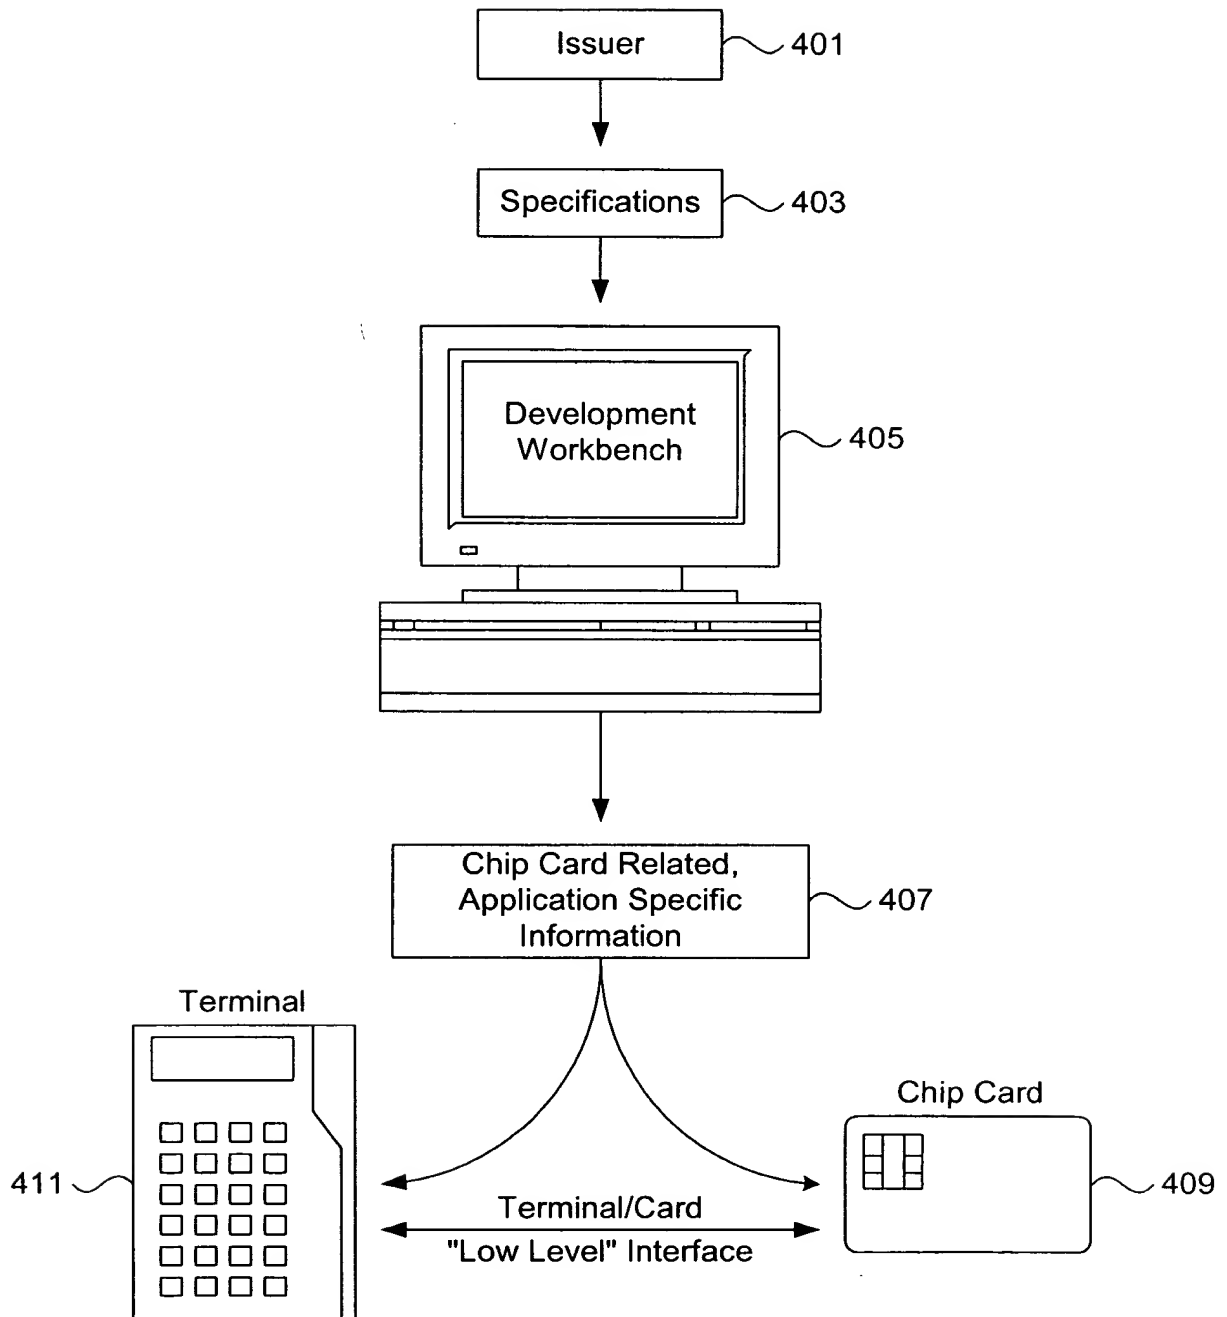 Issuer
401
Specifications
403
Development
Workbench
405
Chip Card Related,
Application Specific
Information
407
Terminal
Chip Card
411
409
Terminal/Card
"Low Level" Interface